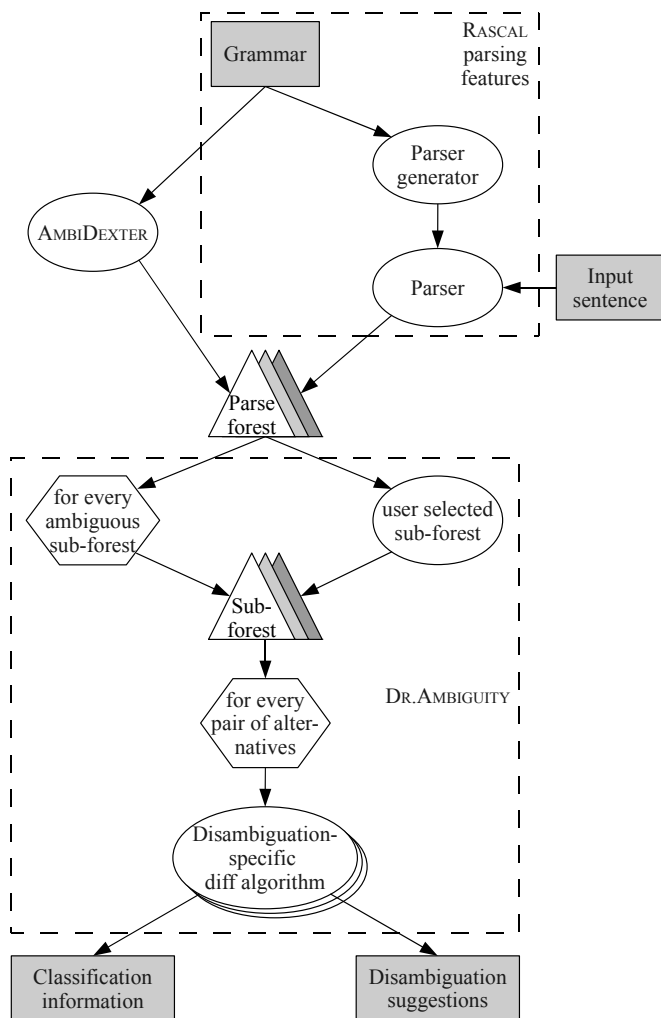 Grammar
RASCAL
parsing
features
Parser
generator
AMBIDEXTER
Parser
Input
sentence
Parse
forest
for every
ambiguous
sub-forest
user selected
sub-forest
Sub-
forest
for every
pair of alter-
natives
DR.AMBIGUITY
Disambiguation-
specific
diff algorithm
Classification
information
Disambiguation
suggestions